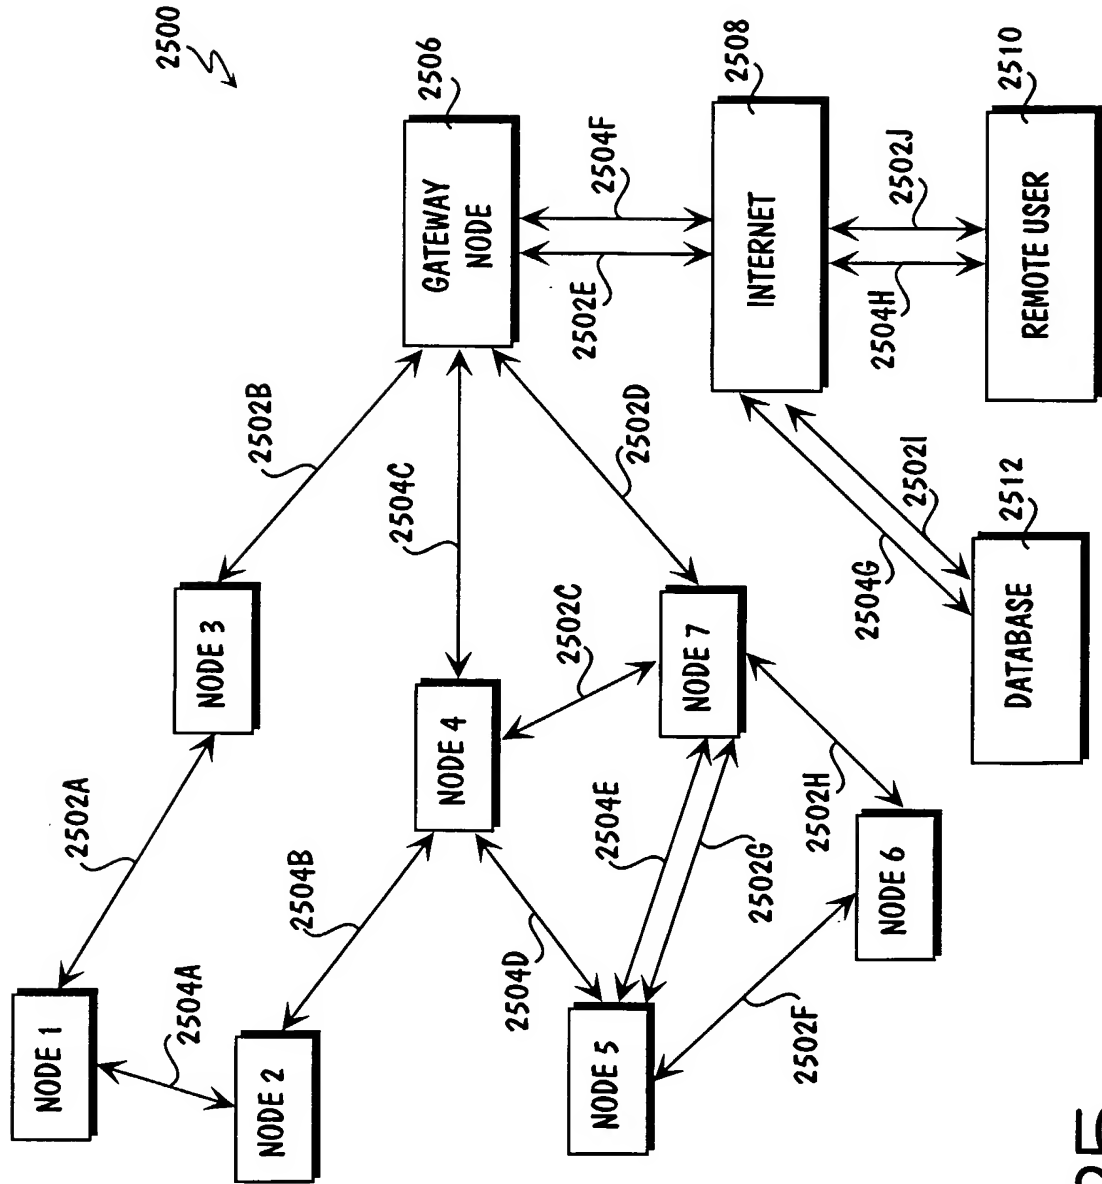 2500
NODE 1
2502A
NODE 3
2502B
GATEWAY
NODE
2506
2504A
NODE 2
2504B
NODE 4
2504C
2502E
2504F
2504D
2502C
2502D
NODE 5
2504E
2502G
NODE 7
INTERNET
2508
2502F
NODE 6
2502H
2504G
2502I
2504H
2502J
DATABASE
2512
REMOTE USER
2510
25